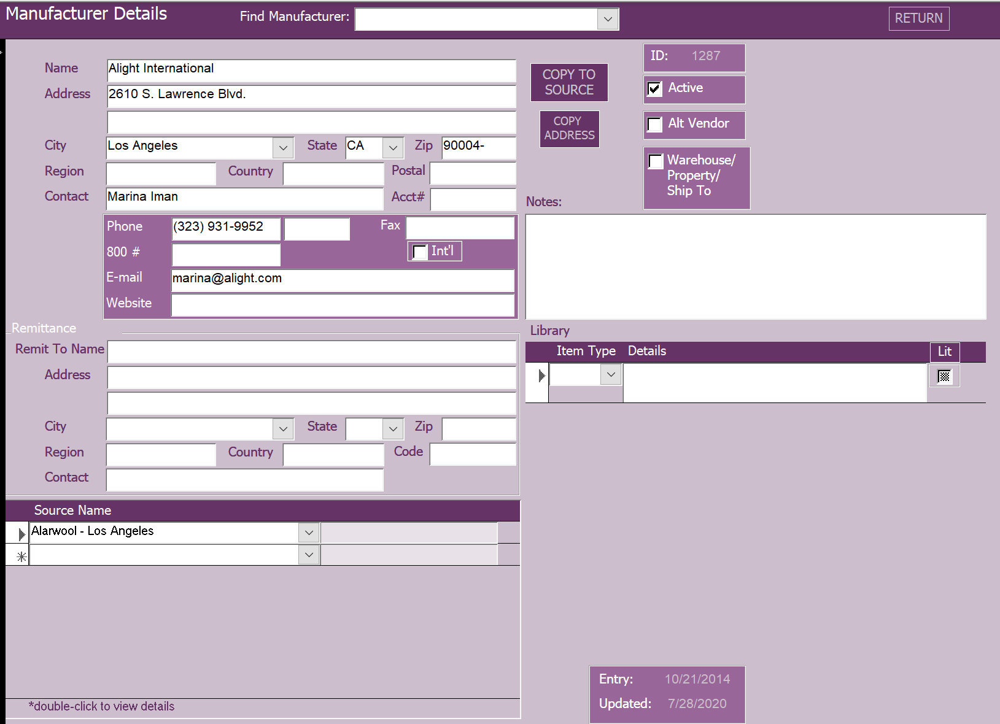 Manufacturer Details
Find Manufacturer:
RETURN
Name Alight International
Address 2610 S. Lawrence Blvd.
City Los Angeles State CA Zip 90004-
Region Country Postal
Contact Marina Iman Acct#
Phone (323) 931-9952 Fax
800 # Int'l
E-mail marina@alight.com
Website
COPY TO
SOURCE
COPY
ADDRESS
ID: 1287
Active
Alt Vendor
Warehouse/
Property/
Ship To
Notes:
Remittance
Remit To Name
Address
City State Zip
Region Country Code
Contact
Library
Item Type Details Lit
Source Name
Alarwool - Los Angeles
*double-click to view details
Entry: 10/21/2014
Updated: 7/28/2020